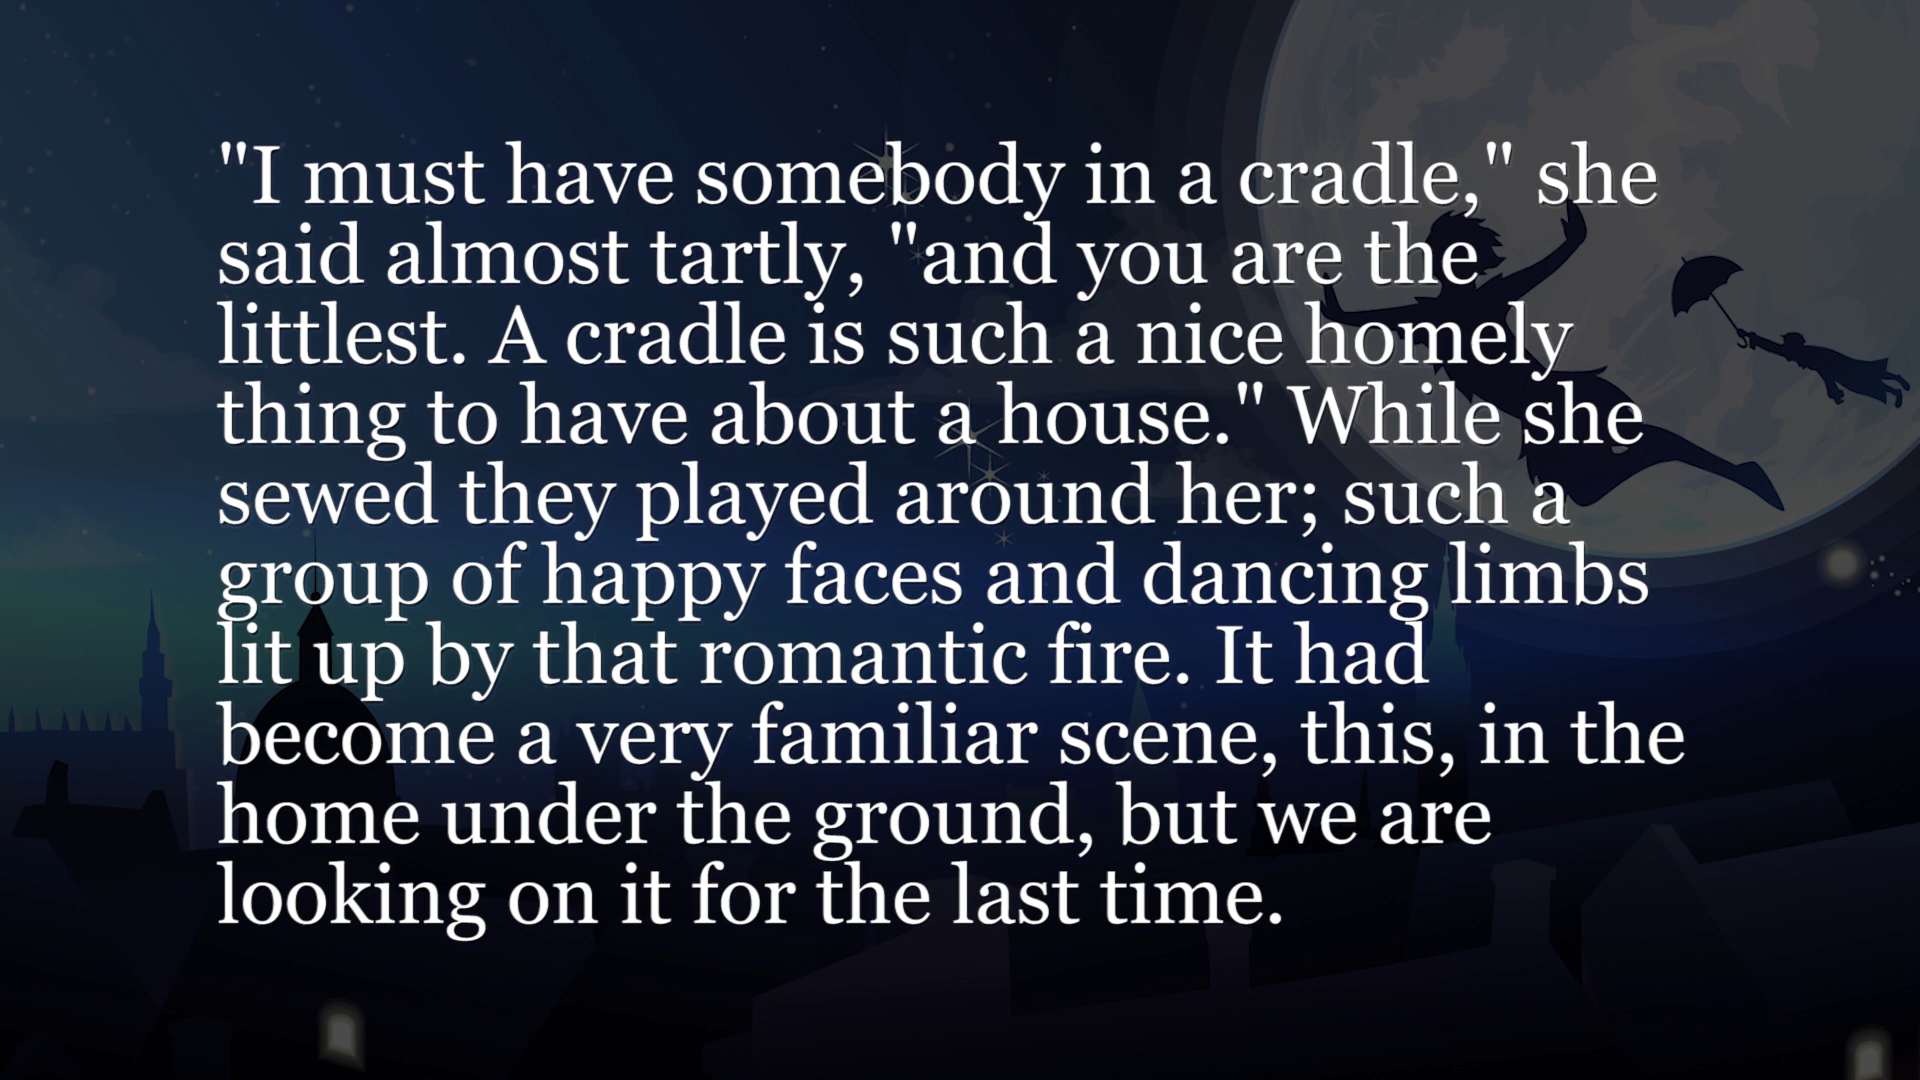 "I must have somebody in a cradle," she
said almost tartly, "and you are the
littlest. A cradle is such a nice homely
thing to have about a house." While she
sewed they played around her; such a
group of happy faces and dancing limbs
lit up by that romantic fire. It had
become a very familiar scene, this, in the
home under the ground, but we are
looking on it for the last time.